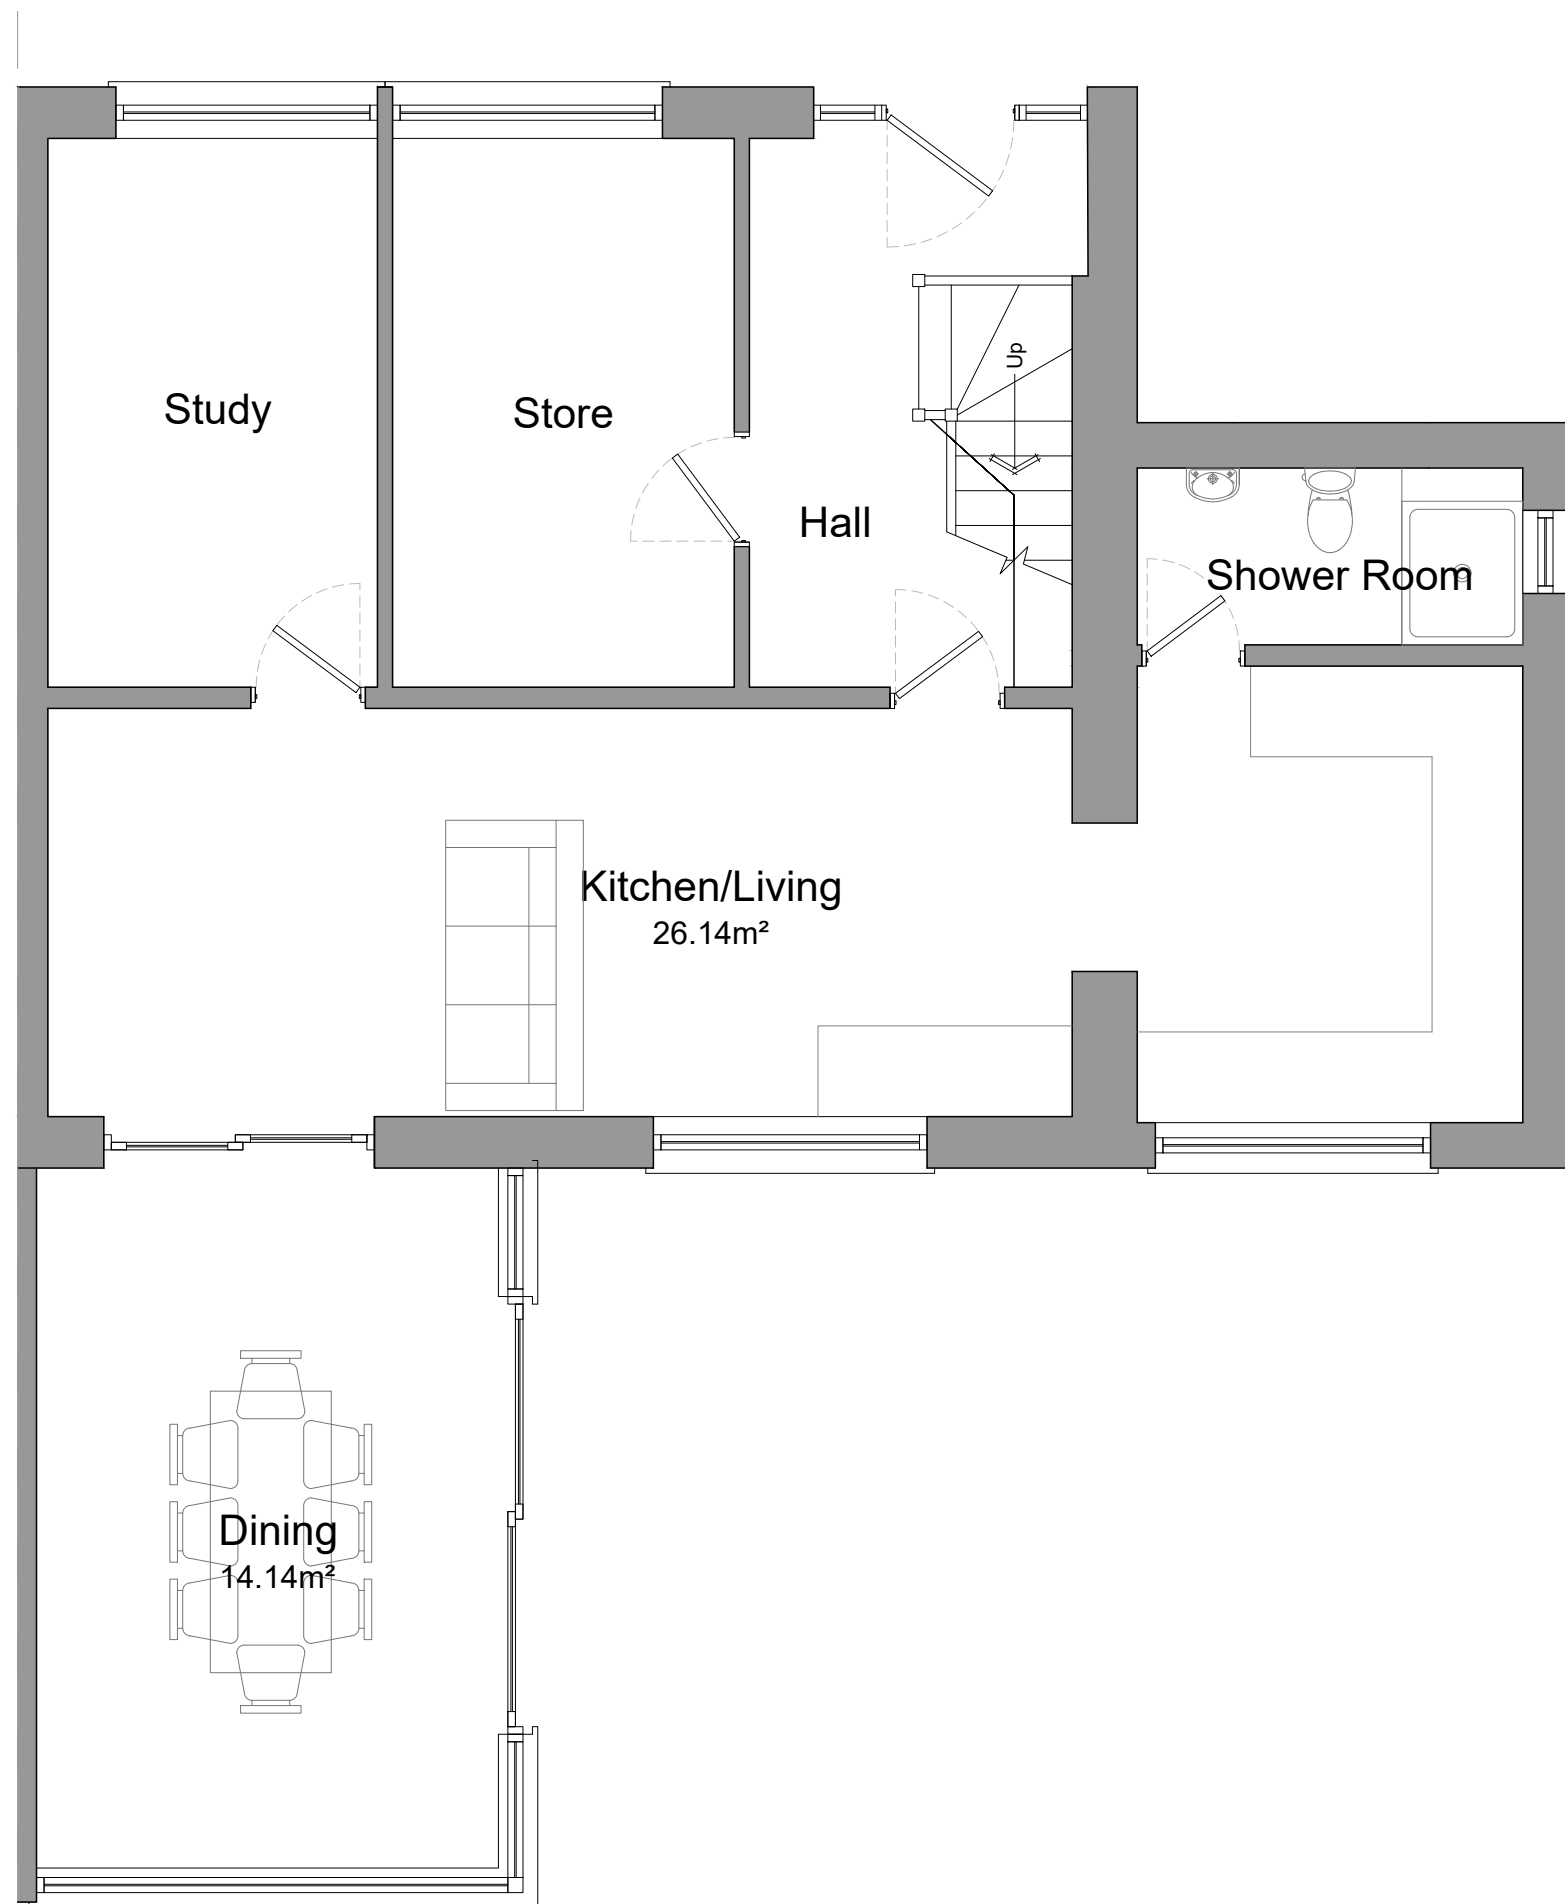 Up
Study
Store
Hall
Shower Room
Kitchen/Living
26.14m²
Dining
14.14m²